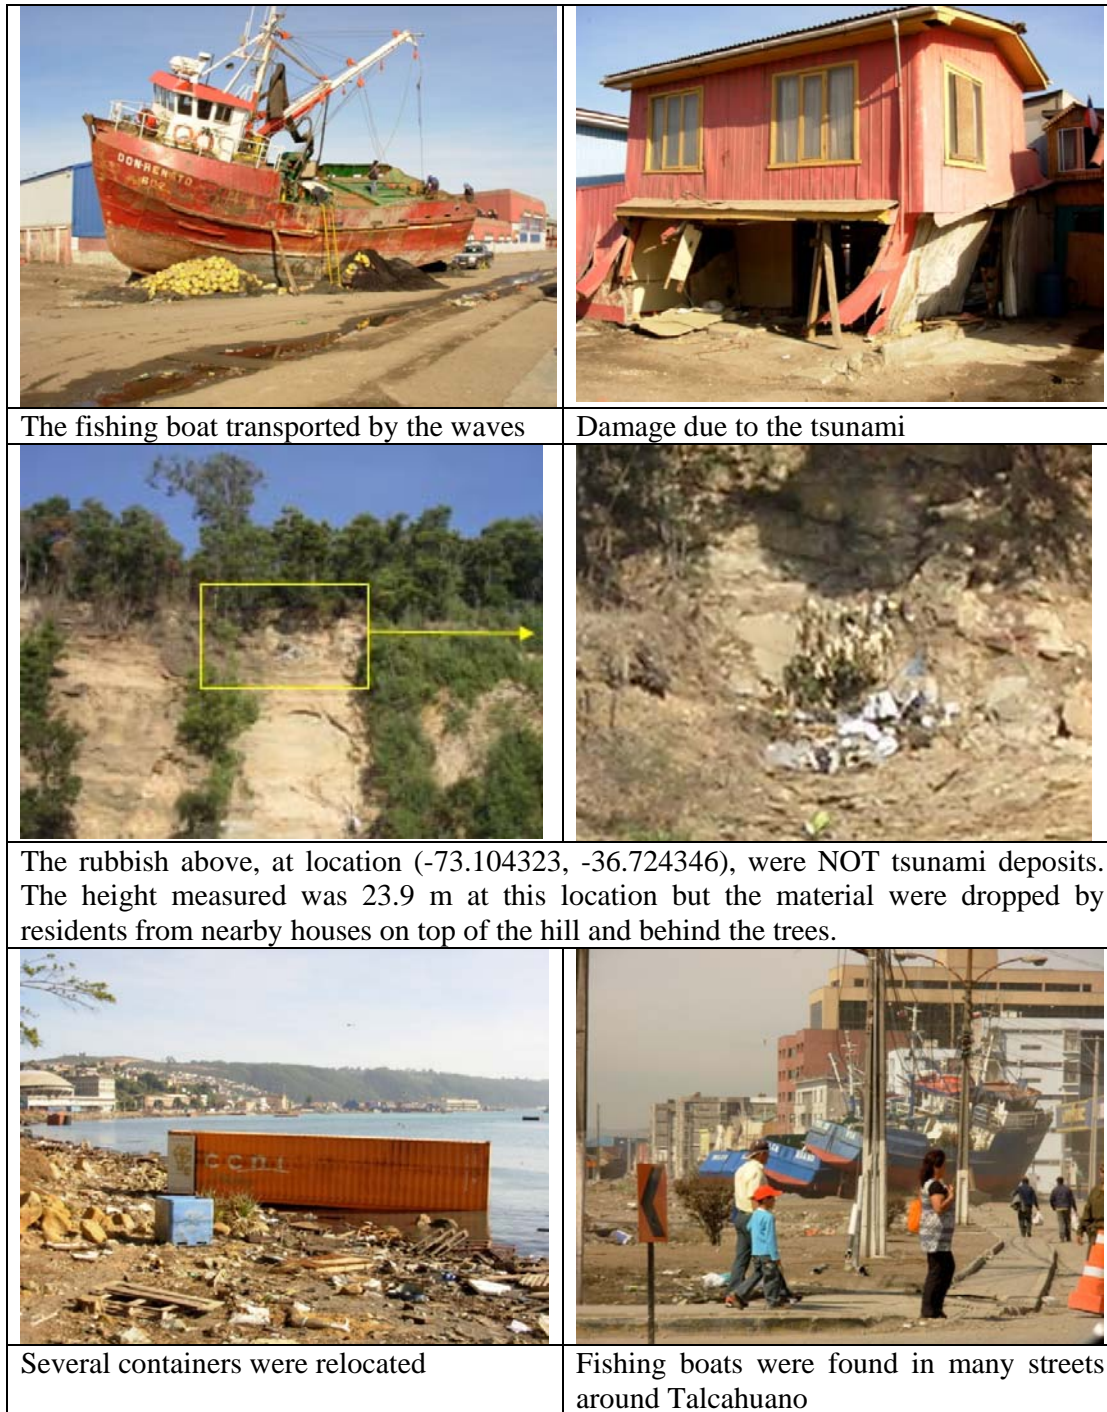 DON RENATO
The fishing boat transported by the waves
Damage due to the tsunami
The rubbish above, at location (-73.104323, -36.724346), were NOT tsunami deposits.
The height measured was 23.9 m at this location but the material were dropped by
residents from nearby houses on top of the hill and behind the trees.
CCNI
Several containers were relocated
Fishing boats were found in many streets
around Talcahuano